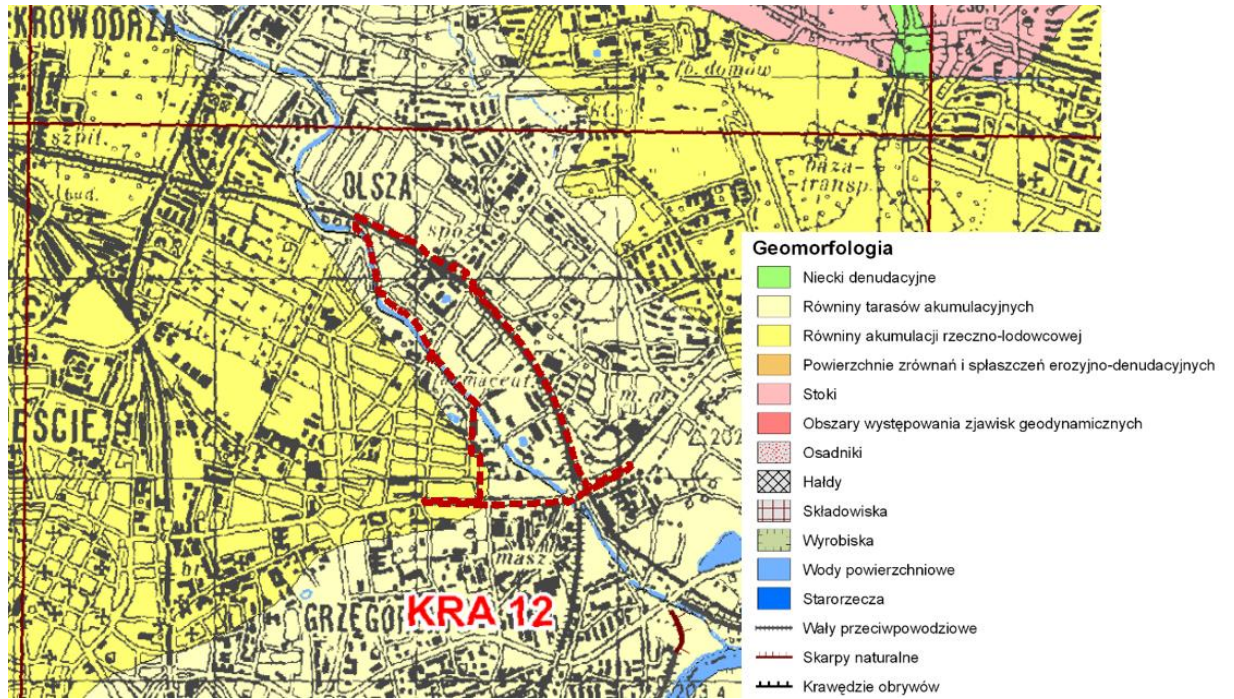 KROWODRZA
b. domów
szpit.
baza-
transp.
bud.
OLSZA
Geomorfologia
Niecki denudacyjne
Równiny tarasów akumulacyjnych
Równiny akumulacji rzeczno-lodowcowej
Powierzchnie zrównań i spłaszczeń erozyjno-denudacyjnych
Stoki
Obszary występowania zjawisk geodynamicznych
Osadniki
Hałdy
Składowiska
Wyrobiska
Wody powierzchniowe
Starorzecza
Wały przeciwpowodziowe
Skarpy naturalne
Krawędzie obrywów
masz.
KRA 12